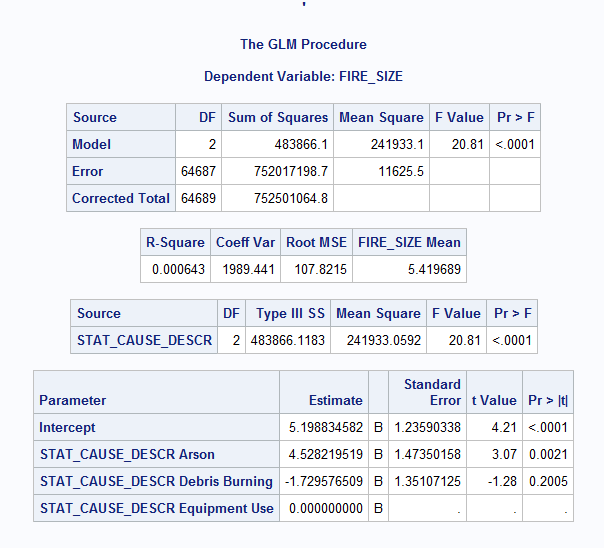 The GLM Procedure
Dependent Variable: FIRE_SIZE
Source DF Sum of Squares Mean Square F Value Pr > F
Model 2 483866.1 241933.1 20.81 <.0001
Error 64687 752017198.7 11625.5
Corrected Total 64689 752501064.8
R-Square Coeff Var Root MSE FIRE_SIZE Mean
0.000643 1989.441 107.8215 5.419689
Source DF Type III SS Mean Square F Value Pr > F
STAT_CAUSE_DESCR 2 483866.1183 241933.0592 20.81 <.0001
Parameter Estimate Standard Error t Value Pr > |t|
Intercept 5.198834582 B 1.23590338 4.21 <.0001
STAT_CAUSE_DESCR Arson 4.528219519 B 1.47350158 3.07 0.0021
STAT_CAUSE_DESCR Debris Burning -1.729576509 B 1.35107125 -1.28 0.2005
STAT_CAUSE_DESCR Equipment Use 0.000000000 B . . .